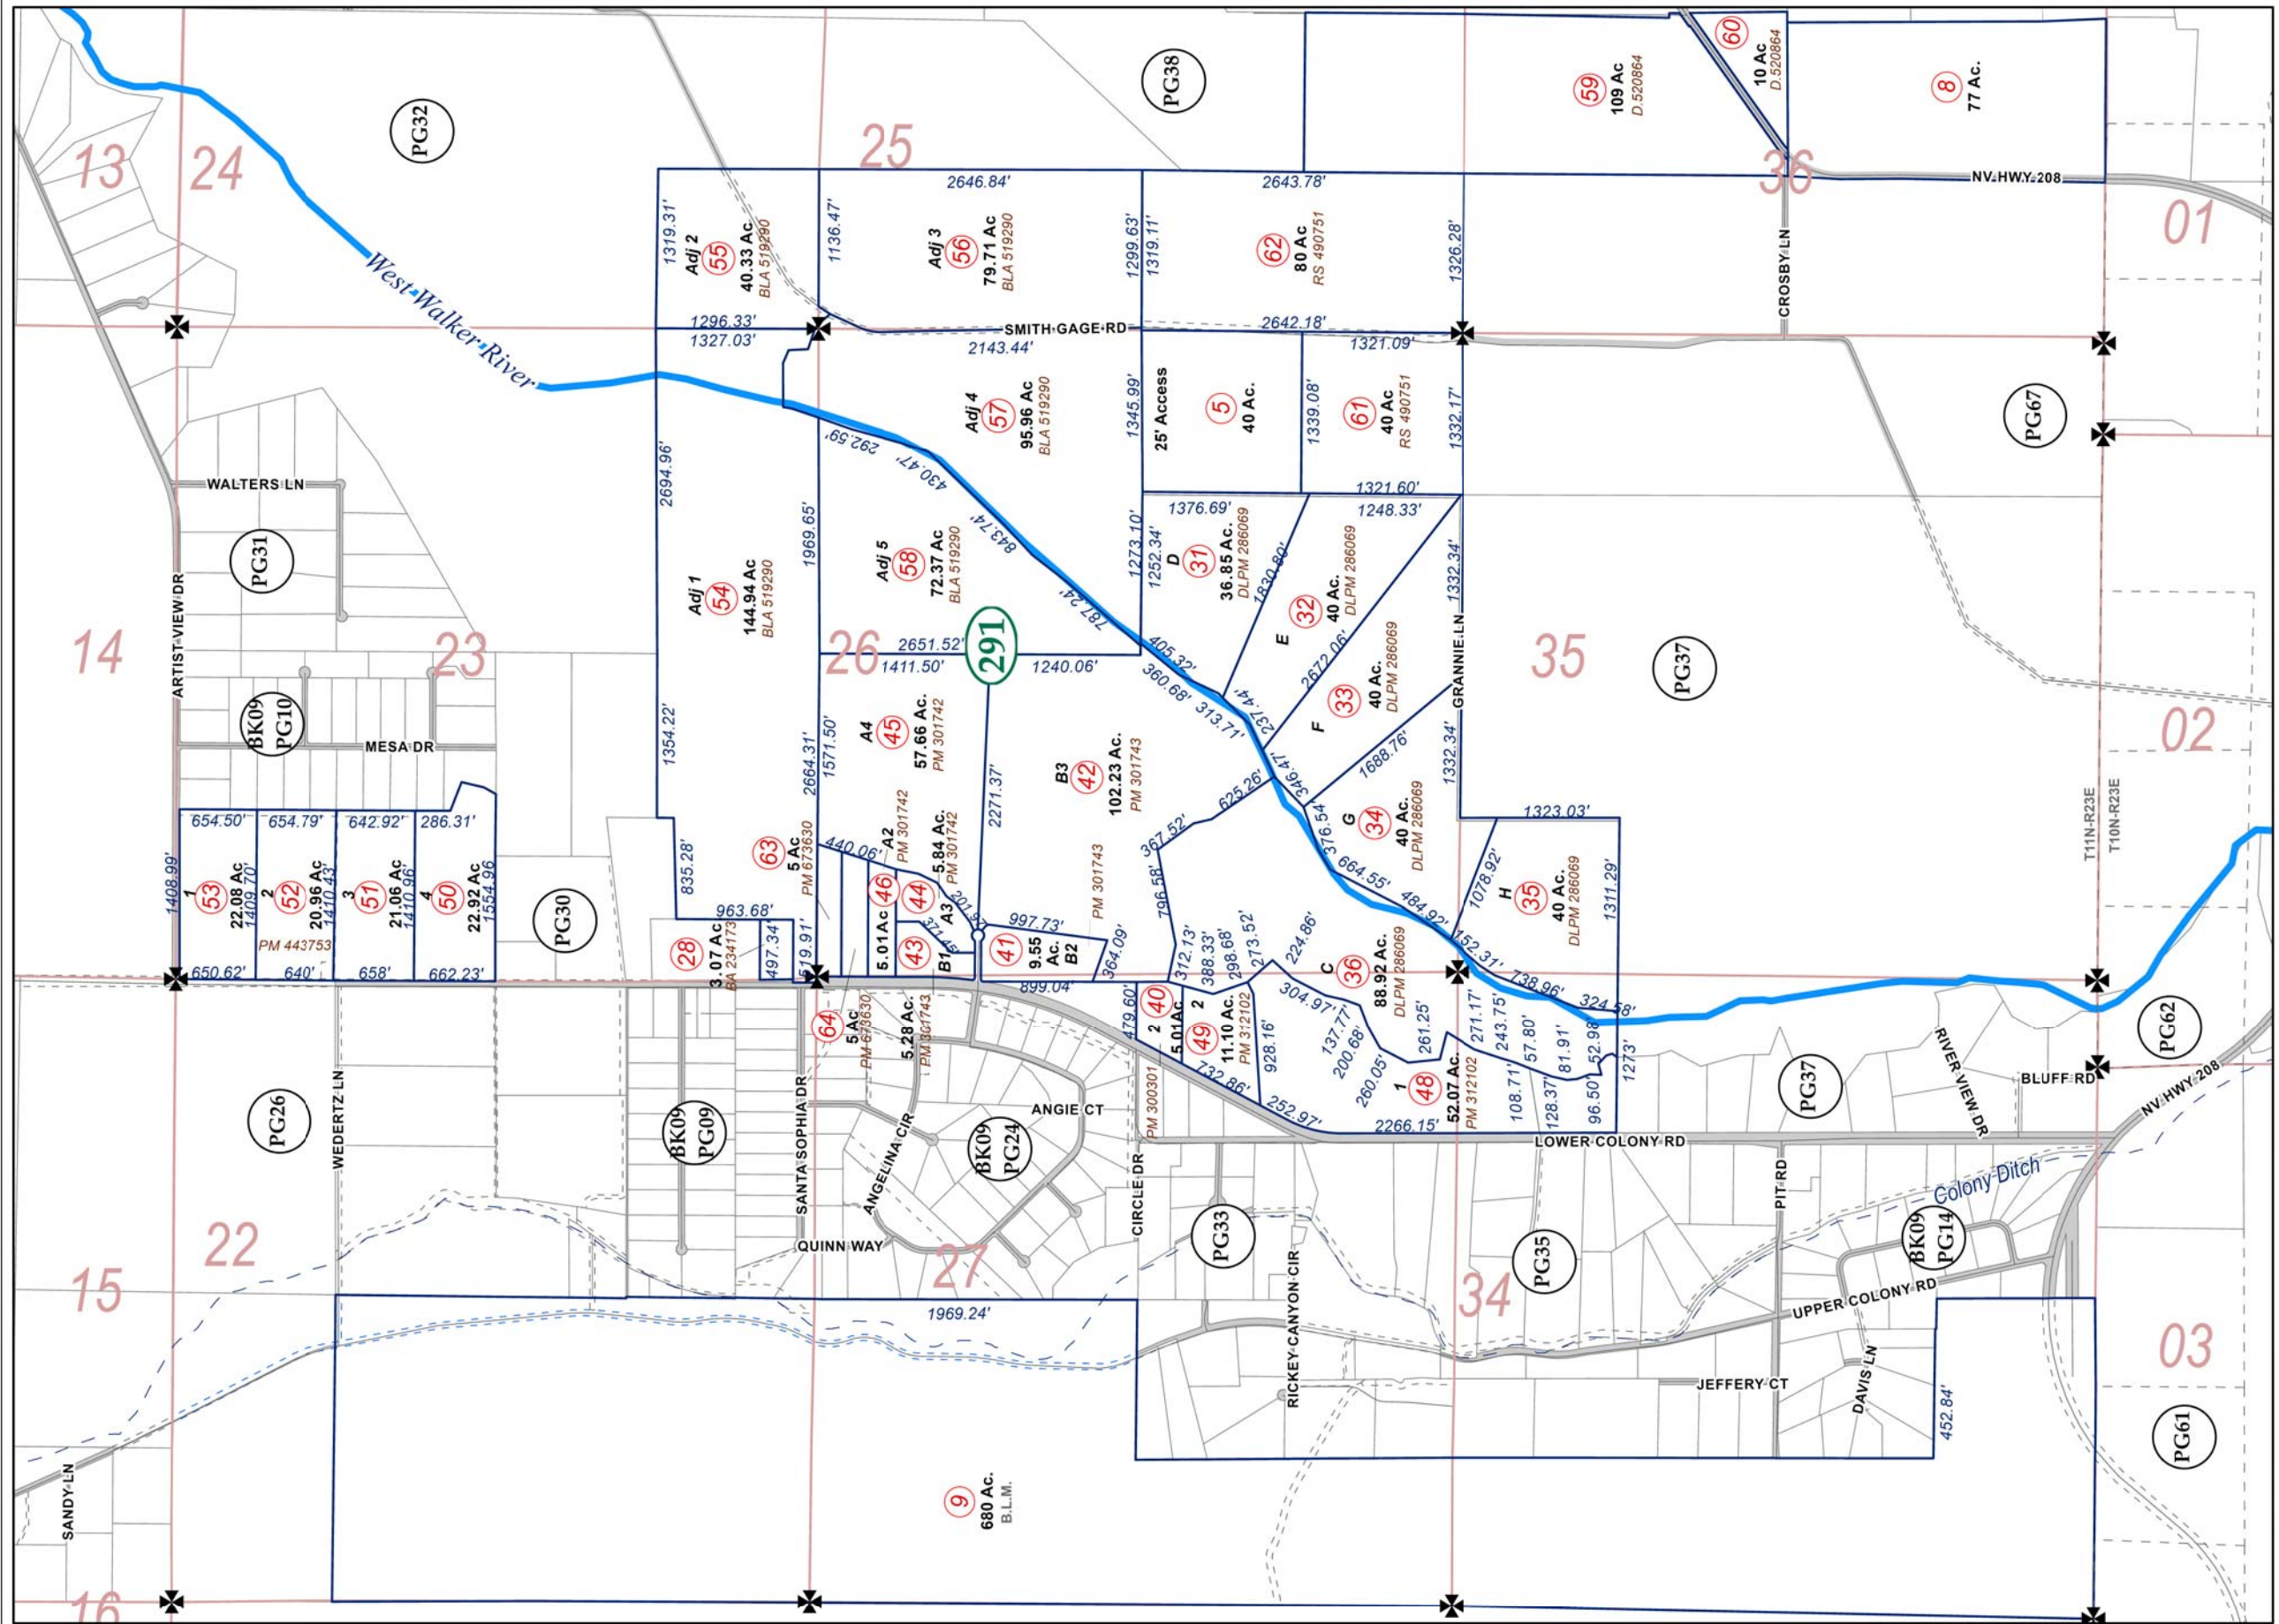 13
24
PG32
25
PG38
59
109 Ac
D.520864
60
10 Ac
D.520864
8
77 Ac.
36
NV HWY 208
01
West Walker River
1319.31'
Adj 2
55
40.33 Ac
BLA 519290
1296.33'
1327.03'
2646.84'
1136.47'
Adj 3
56
79.71 Ac
BLA 519290
1299.63'
SMITH GAGE RD
2143.44'
2643.78'
1319.11'
62
80 Ac
RS 490751
1326.28'
2642.18'
1321.09'
CROSBY LN
Adj 4
57
95.96 Ac
BLA 519290
1345.99'
292.59'
430.47'
843.74'
787.24'
25' Access
5
40 Ac.
1339.08'
61
40 Ac
RS 490751
1332.17'
1321.60'
PG67
WALTERS LN
PG31
ARTIST VIEW DR
14
23
BK09
PG10
MESA DR
2694.96'
Adj 1
54
144.94 Ac
BLA 519290
1354.22'
835.28'
1969.65'
Adj 5
58
72.37 Ac
BLA 519290
1273.10'
2651.52'
26
291
1411.50'
1240.06'
1376.69'
1252.34'
D
31
36.85 Ac.
DLPM 286069
1830.80'
1248.33'
E
32
40 Ac.
DLPM 286069
2672.06'
1332.34'
GRANNIE LN
F
33
40 Ac.
DLPM 286069
1688.76'
1332.34'
35
PG37
02
T11N-R23E
T10N-R23E
405.32'
360.68'
313.71'
237.44'
346.47'
376.54'
664.55'
484.92'
152.31'
738.96'
324.58'
A4
45
57.66 Ac.
PM 301742
2664.31'
1571.50'
2271.37'
B3
42
102.23 Ac.
PM 301743
625.26'
367.52'
796.58'
G
34
40 Ac.
DLPM 286069
1323.03'
1078.92'
H
35
40 Ac.
DLPM 286069
1311.29'
654.50'
654.79'
642.92'
286.31'
1408.99'
1
53
22.08 Ac
1409.70'
2
52
20.96 Ac
1410.43'
3
51
21.06 Ac
1410.96'
4
50
22.92 Ac
1554.96
PM 443753
650.62'
640'
658'
662.23'
PG30
963.68'
28
3.07 Ac
BA 234173
497.34'
519.91'
63
5 Ac
PM 673630
440.06'
A2
PM 301742
46
5.01Ac
44
5.84 Ac.
PM 301742
A3
201.97'
371.45'
43
B1
997.73'
41
9.55
Ac.
B2
PM 301743
364.09'
899.04'
64
5 Ac
PM 673630
5.28 Ac.
PM 301743
312.13'
388.33'
298.68'
273.52'
224.86'
C
36
88.92 Ac.
DLPM 286069
304.97'
137.77'
200.68'
260.05'
261.25'
271.17'
243.75'
57.80'
81.91'
52.98'
108.71'
128.37'
96.50'
1273'
479.60'
2
40
5.01Ac
PM 300301
2
49
11.10 Ac.
PM 312102
928.16'
732.86'
252.97'
1
48
52.07 Ac.
PM 312102
2266.15'
LOWER COLONY RD
PG26
WEDERTZ LN
BK09
PG09
SANTA SOPHIA DR
ANGELINA CIR
BK09
PG24
ANGIE CT
CIRCLE DR
QUINN WAY
PG37
RIVER VIEW DR
BLUFF RD
PG62
NV HWY 208
22
15
27
PG33
RICKEY CANYON CIR
34
PG35
PIT RD
Colony Ditch
BK09
PG14
UPPER COLONY RD
JEFFERY CT
DAVIS LN
03
PG61
1969.24'
452.84'
SANDY LN
9
680 Ac.
B.L.M.
16